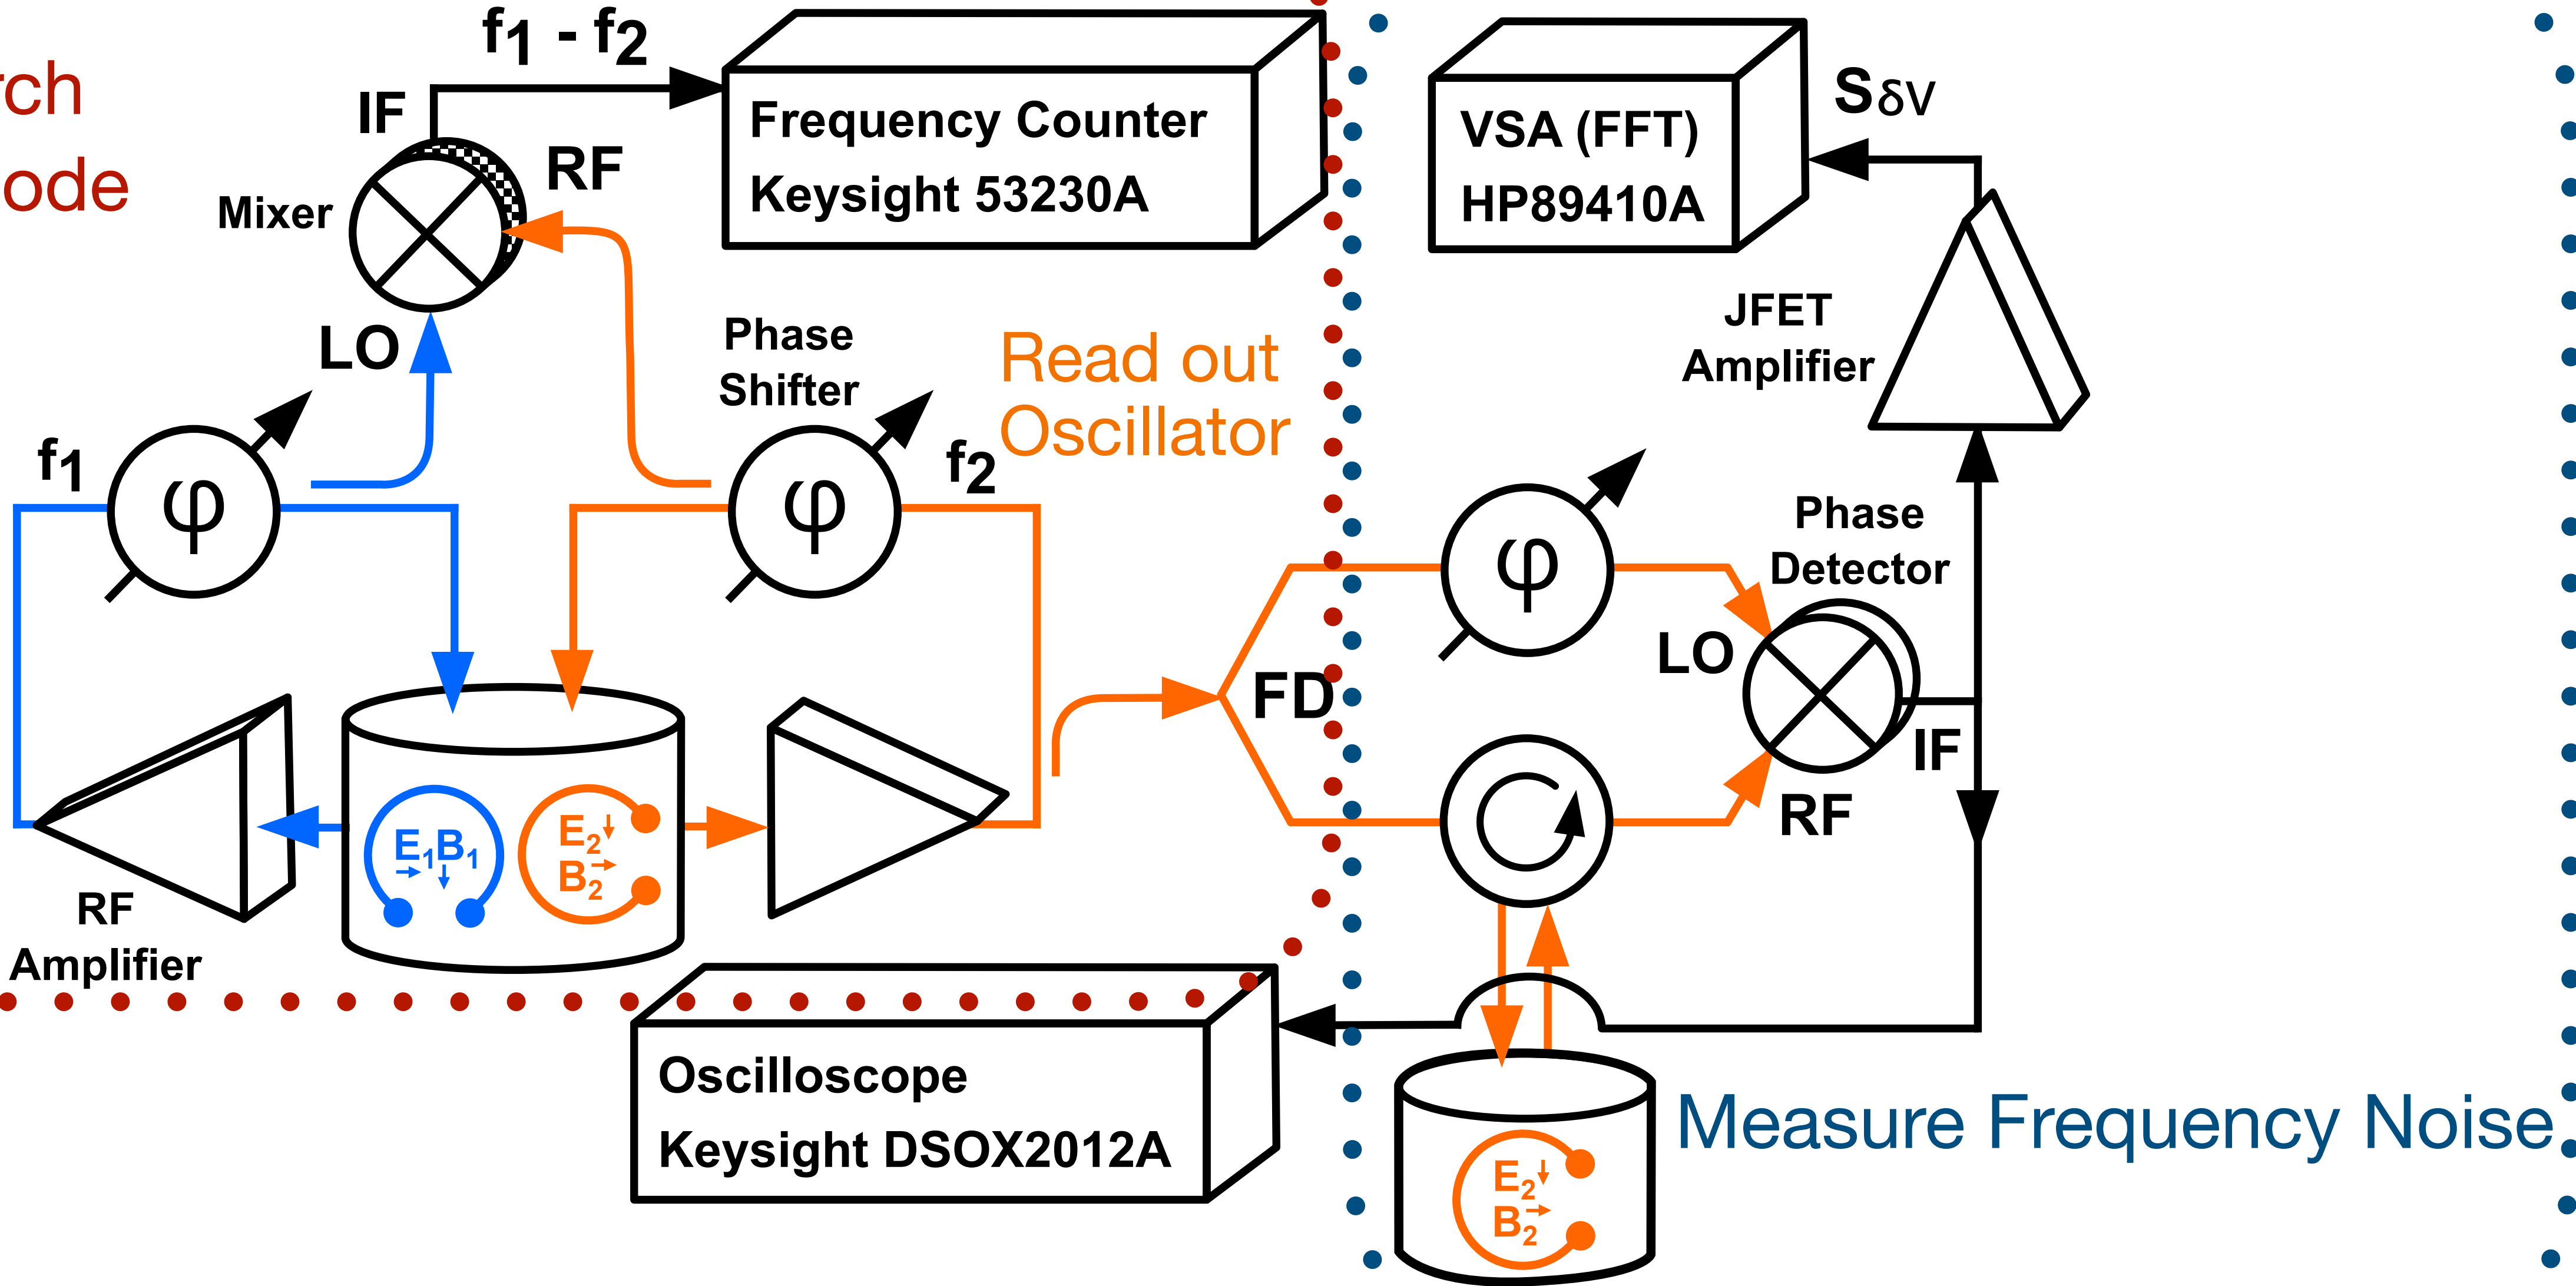 rch
ode
f1 - f2
IF
RF
Mixer
LO
Frequency Counter
Keysight 53230A
VSA (FFT)
HP89410A
SδV
JFET
Amplifier
Phase
Shifter
Read out
Oscillator
f1
φ
φ
f2
φ
Phase
Detector
LO
FD
IF
RF
E1B1
E2
B2
RF
Amplifier
Oscilloscope
Keysight DSOX2012A
Measure Frequency Noise
E2
B2